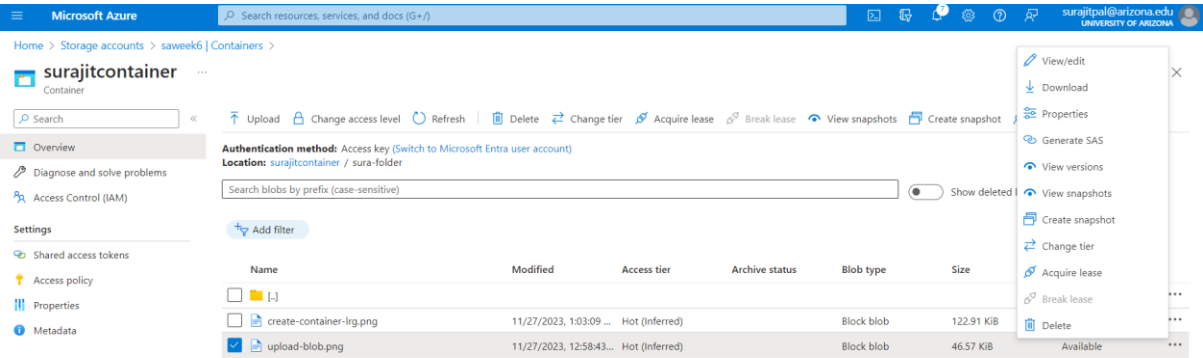 Microsoft Azure
Search resources, services, and docs (G+/)
7
surajitpal@arizona.edu
UNIVERSITY OF ARIZONA
Home > Storage accounts > saweek6 | Containers >
surajitcontainer ...
Container
Search
«
Overview
Diagnose and solve problems
Access Control (IAM)
Settings
Shared access tokens
Access policy
Properties
Metadata
Upload Change access level Refresh Delete Change tier Acquire lease Break lease View snapshots Create snapshot
Authentication method: Access key (Switch to Microsoft Entra user account)
Location: surajitcontainer / sura-folder
Search blobs by prefix (case-sensitive)
Show deleted
Add filter
Name Modified Access tier Archive status Blob type Size
[..]
create-container-lrg.png 11/27/2023, 1:03:09 ... Hot (Inferred) Block blob 122.91 KiB
upload-blob.png 11/27/2023, 12:58:43... Hot (Inferred) Block blob 46.57 KiB Available
View/edit
Download
Properties
Generate SAS
View versions
View snapshots
Create snapshot
Change tier
Acquire lease
Break lease
Delete